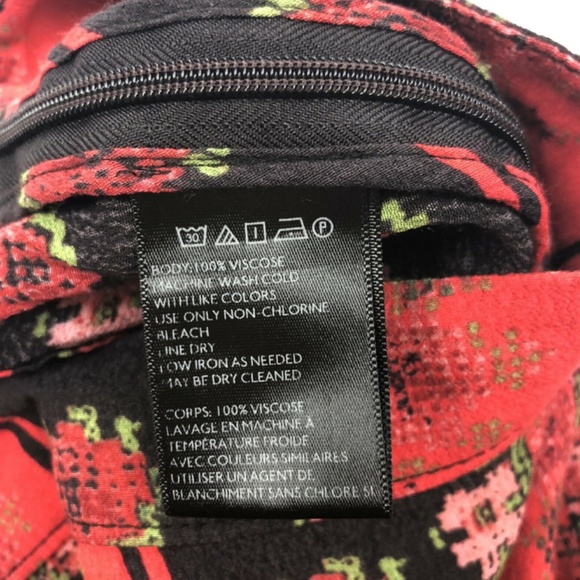 30 P
BODY: 100% VISCOSE
MACHINE WASH COLD
WITH LIKE COLORS
USE ONLY NON-CHLORINE
BLEACH
LINE DRY
LOW IRON AS NEEDED
MAY BE DRY CLEANED
CORPS: 100% VISCOSE
LAVAGE EN MACHINE À
TEMPÉRATURE FROIDE
AVEC COULEURS SIMILAIRES
UTILISER UN AGENT DE
BLANCHIMENT SANS CHLORE SI